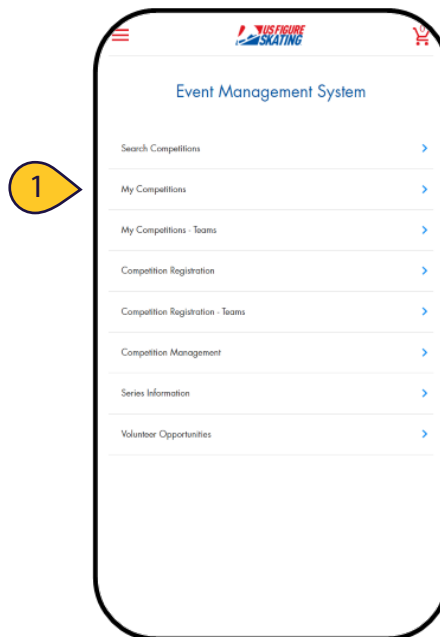 US FIGURE
SKATING
Event Management System
Search Competitions
1
My Competitions
My Competitions - Teams
Competition Registration
Competition Registration - Teams
Competition Management
Series Information
Volunteer Opportunities